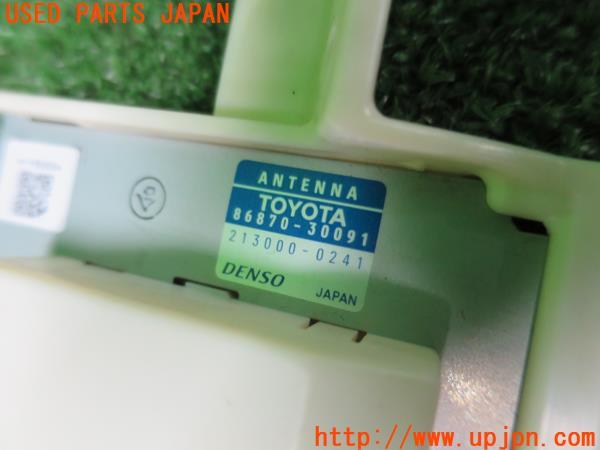 USED PARTS JAPAN
ANTENNA
TOYOTA
86870-30091
213000-0241
DENSO
JAPAN
http://www.upjpn.com